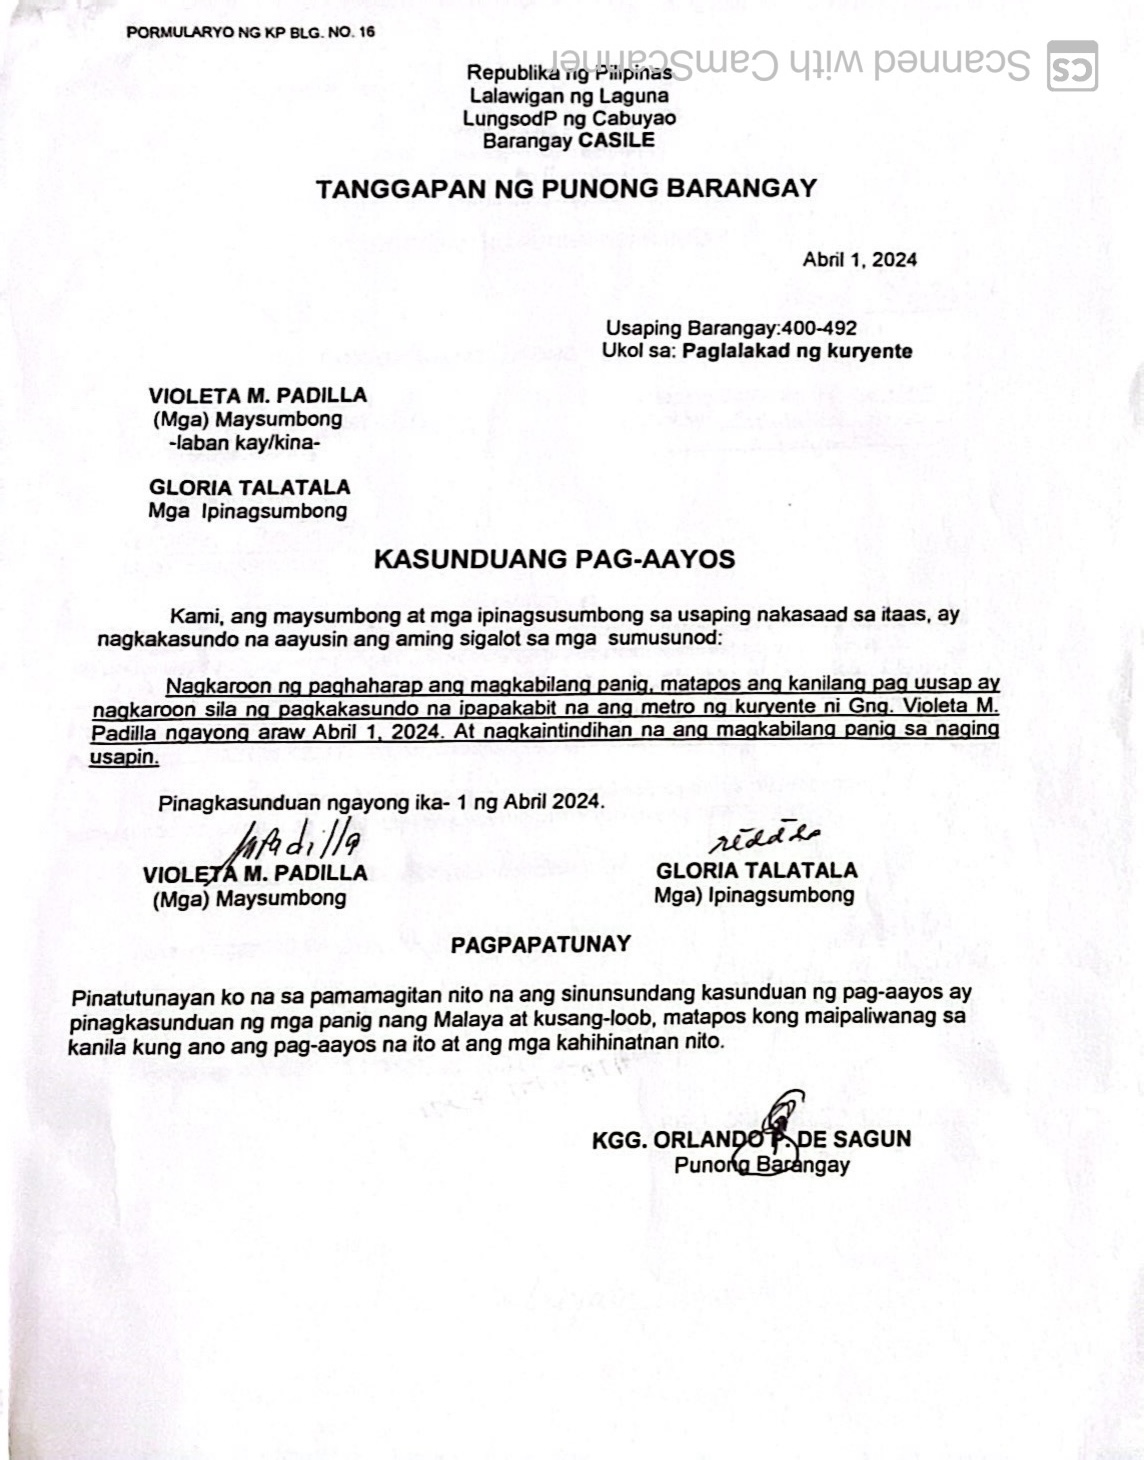 PORMULARYO NG KP BLG. NO. 16
Scanned with CamScanner
CS
Republika ng Pilipinas
Lalawigan ng Laguna
LungsodP ng Cabuyao
Barangay CASILE
TANGGAPAN NG PUNONG BARANGAY
Abril 1, 2024
Usaping Barangay:400-492
Ukol sa: Paglalakad ng kuryente
VIOLETA M. PADILLA
(Mga) Maysumbong
-laban kay/kina-
GLORIA TALATALA
Mga Ipinagsumbong
KASUNDUANG PAG-AAYOS
Kami, ang maysumbong at mga ipinagsusumbong sa usaping nakasaad sa itaas, ay
nagkakasundo na aayusin ang aming sigalot sa mga sumusunod:
Nagkaroon ng paghaharap ang magkabilang panig, matapos ang kanilang pag uusap ay
nagkaroon sila ng pagkakasundo na ipapakabit na ang metro ng kuryente ni Gng. Violeta M.
Padilla ngayong araw Abril 1, 2024. At nagkaintindihan na ang magkabilang panig sa naging
usapin.
Pinagkasunduan ngayong ika- 1 ng Abril 2024.
VIOLETA M. PADILLA
(Mga) Maysumbong
GLORIA TALATALA
Mga) Ipinagsumbong
PAGPAPATUNAY
Pinatutunayan ko na sa pamamagitan nito na ang sinunsundang kasunduan ng pag-aayos ay
pinagkasunduan ng mga panig nang Malaya at kusang-loob, matapos kong maipaliwanag sa
kanila kung ano ang pag-aayos na ito at ang mga kahihinatnan nito.
KGG. ORLANDO P. DE SAGUN
Punong Barangay